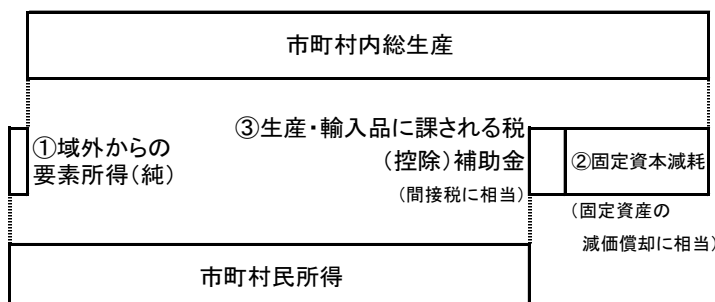 市町村内総生産
①域外からの
要素所得（純）
③生産・輸入品に課される税
（控除）補助金
（間接税に相当）
②固定資本減耗
（固定資産の
減価償却に相当）
市町村民所得